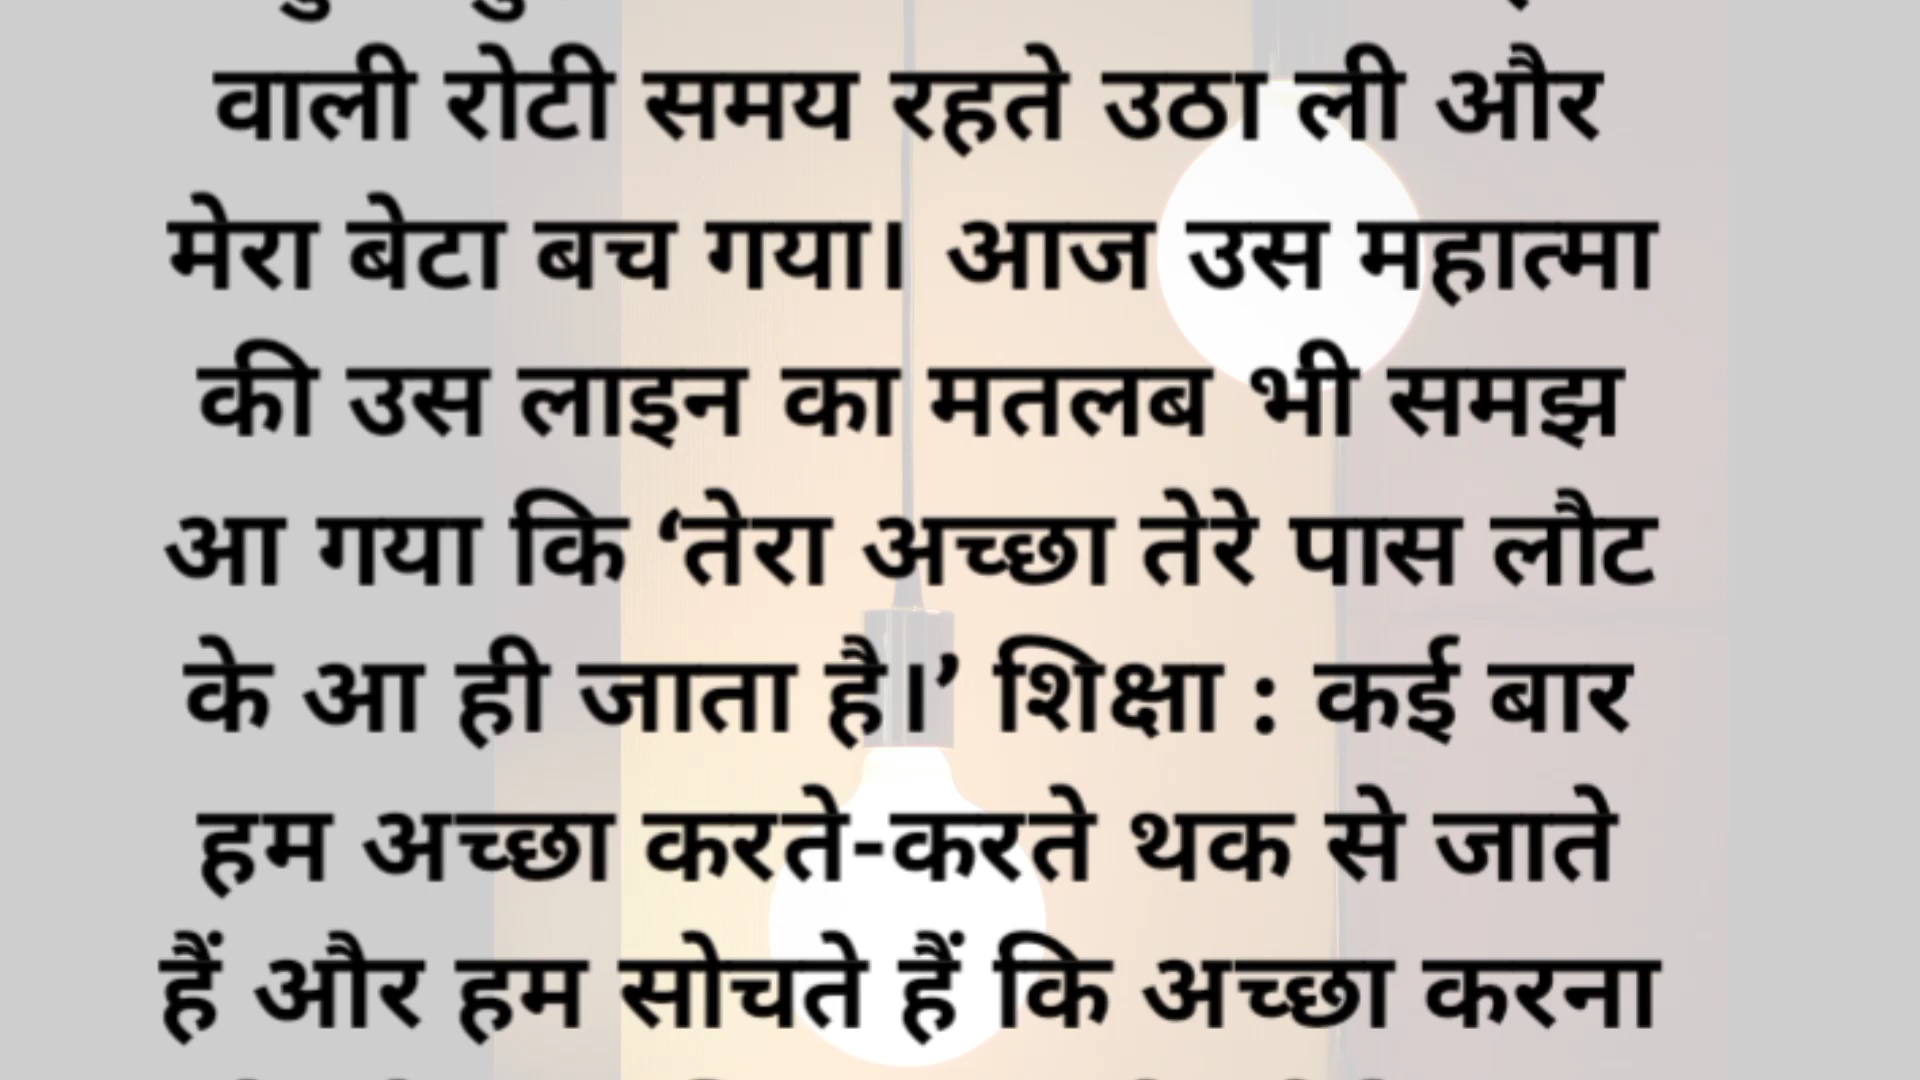 वाली रोटी समय रहते उठा ली और
मेरा बेटा बच गया। आज उस महात्मा
की उस लाइन का मतलब भी समझ
आ गया कि ‘तेरा अच्छा तेरे पास लौट
के आ ही जाता है।’ शिक्षा : कई बार
हम अच्छा करते-करते थक से जाते
हैं और हम सोचते हैं कि अच्छा करना